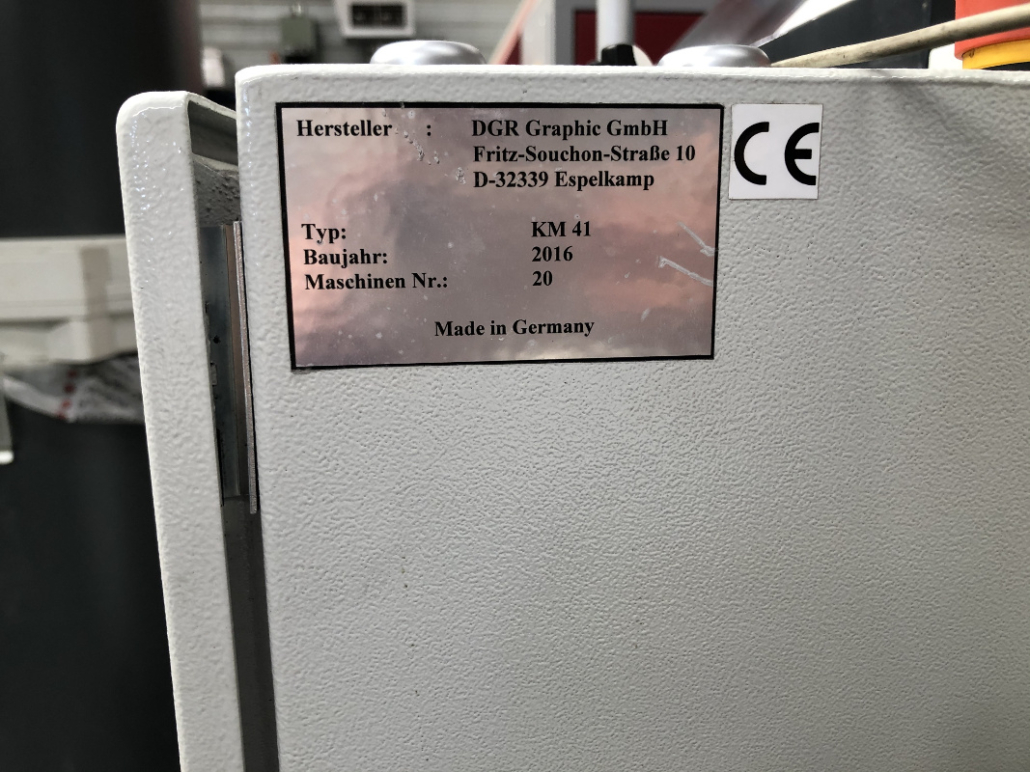 Hersteller : DGR Graphic GmbH
Fritz-Souchon-Straße 10
D-32339 Espelkamp
Typ: KM 41
Baujahr: 2016
Maschinen Nr.: 20
Made in Germany
CE